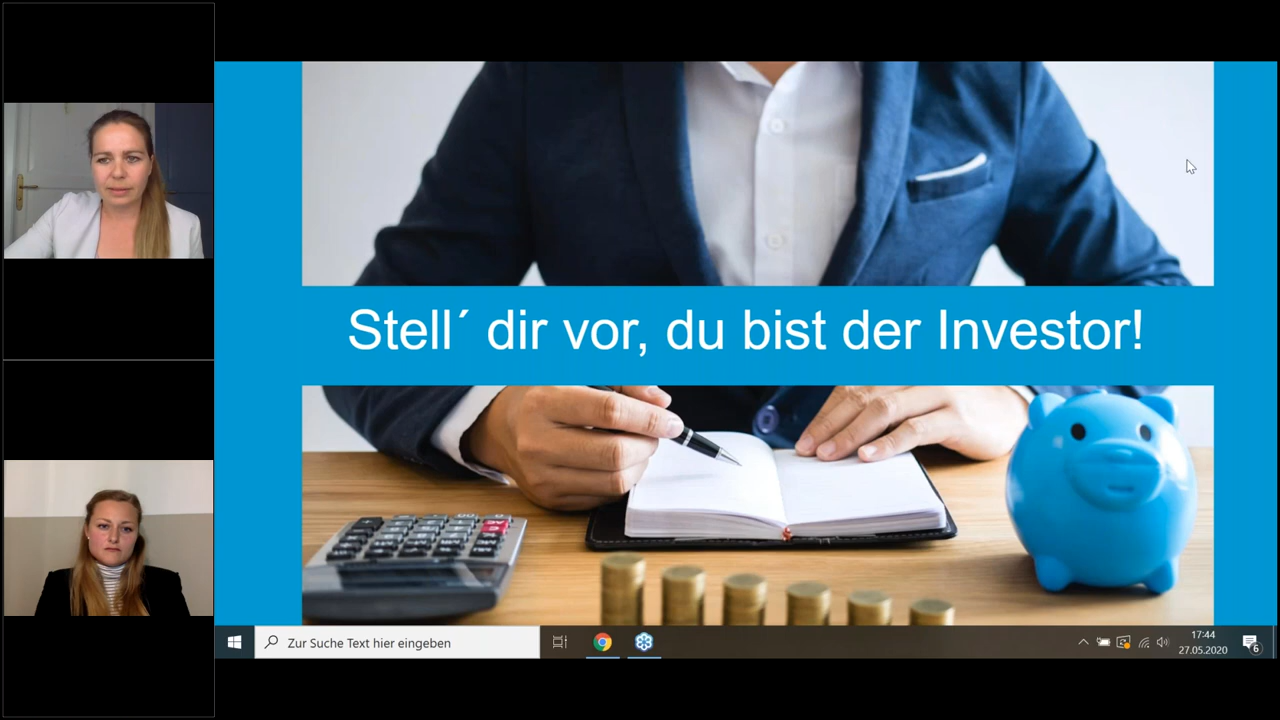 Stell´ dir vor, du bist der Investor!
Zur Suche Text hier eingeben
17:44
27.05.2020
6